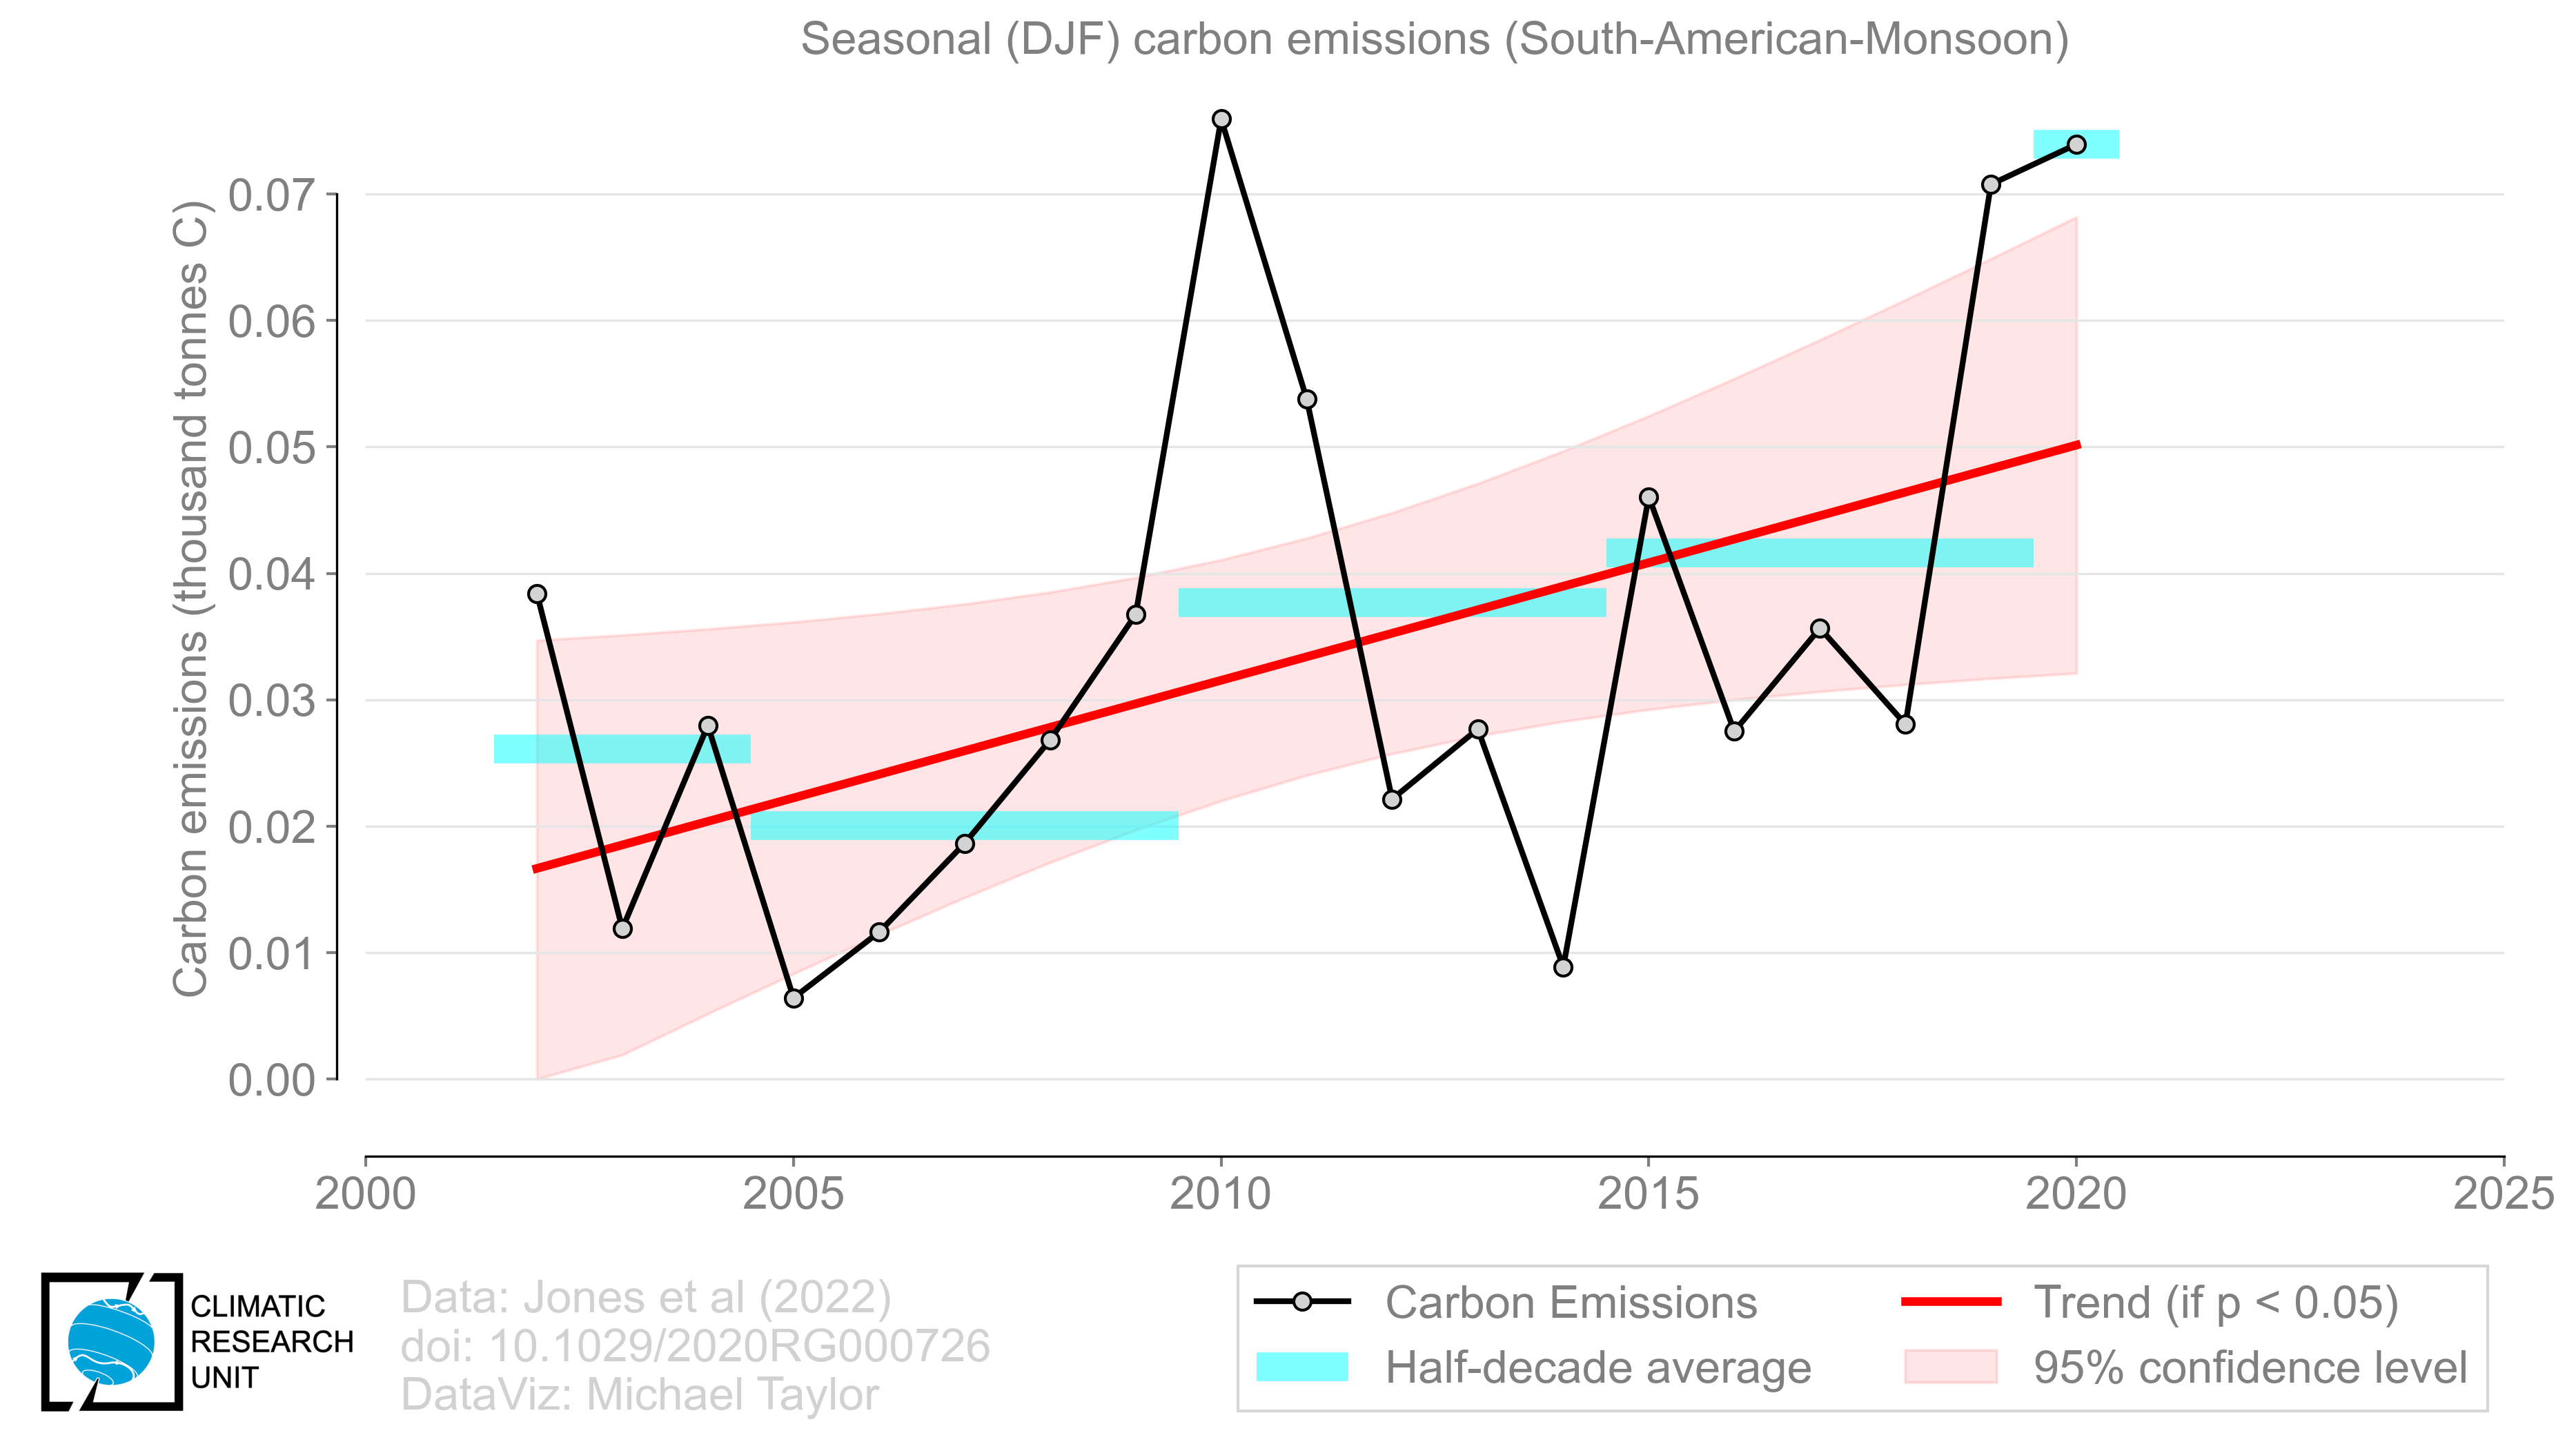 Seasonal (DJF) carbon emissions (South-American-Monsoon)
Carbon emissions (thousand tonnes C)
0.07
0.06
0.05
0.04
0.03
0.02
0.01
0.00
2000 2005 2010 2015 2020 2025
CLIMATIC
RESEARCH
UNIT
Data: Jones et al (2022)
doi: 10.1029/2020RG000726
DataViz: Michael Taylor
Carbon Emissions
Half-decade average
Trend (if p < 0.05)
95% confidence level